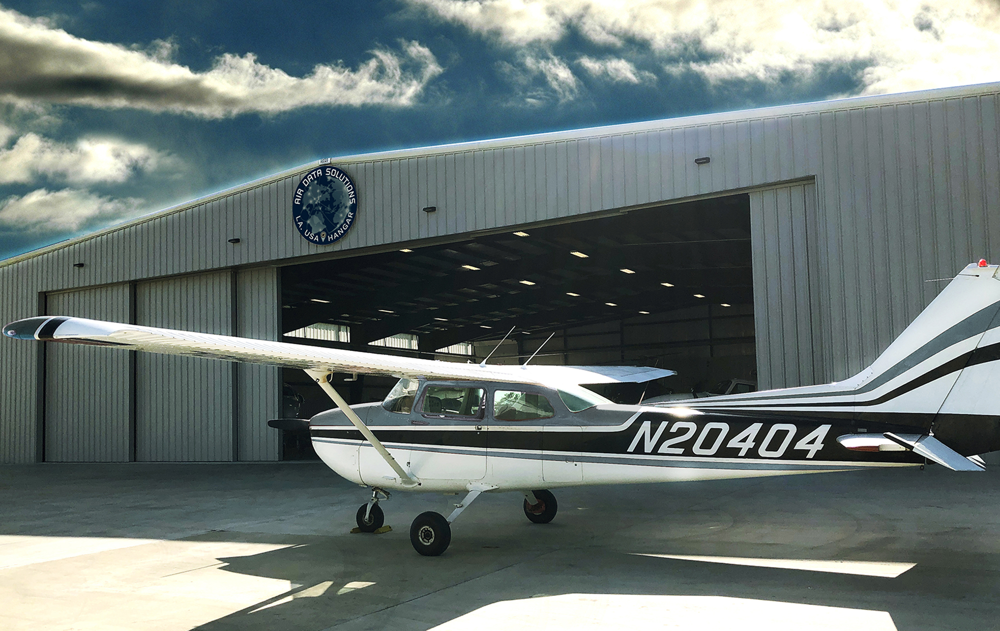 AIR DATA SOLUTIONS
LA, USA HANGAR
N20404